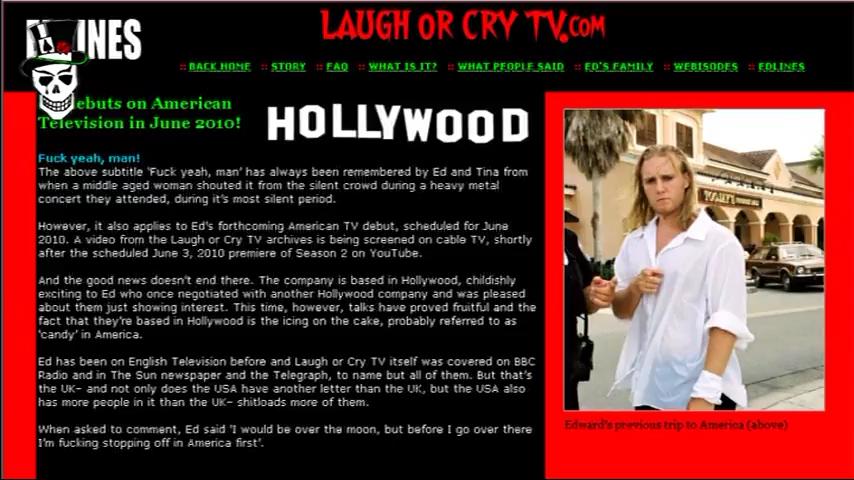 LAUGH OR CRY TV.COM
INES
:: BACK HOME :: STORY :: FAQ :: WHAT IS IT? :: WHAT PEOPLE SAID :: ED'S FAMILY :: WEBISODES :: EDLINES
ebuts on American
Television in June 2010!
HOLLYWOOD
Fuck yeah, man!
The above subtitle 'Fuck yeah, man' has always been remembered by Ed and Tina from
when a middle aged woman shouted it from the silent crowd during a heavy metal
concert they attended, during it's most silent period.
However, it also applies to Ed's forthcoming American TV debut, scheduled for June
2010. A video from the Laugh or Cry TV archives is being screened on cable TV, shortly
after the scheduled June 3, 2010 premiere of Season 2 on YouTube.
And the good news doesn't end there. The company is based in Hollywood, childishly
exciting to Ed who once negotiated with another Hollywood company and was pleased
about them just showing interest. This time, however, talks have proved fruitful and the
fact that they're based in Hollywood is the icing on the cake, probably referred to as
'candy' in America.
Ed has been on English Television before and Laugh or Cry TV itself was covered on BBC
Radio and in The Sun newspaper and the Telegraph, to name but all of them. But that's
the UK- and not only does the USA have another letter than the UK, but the USA also
has more people in it than the UK- shitloads more of them.
When asked to comment, Ed said 'I would be over the moon, but before I go over there
I'm fucking stopping off in America first'.
Edward's previous trip to America (above)